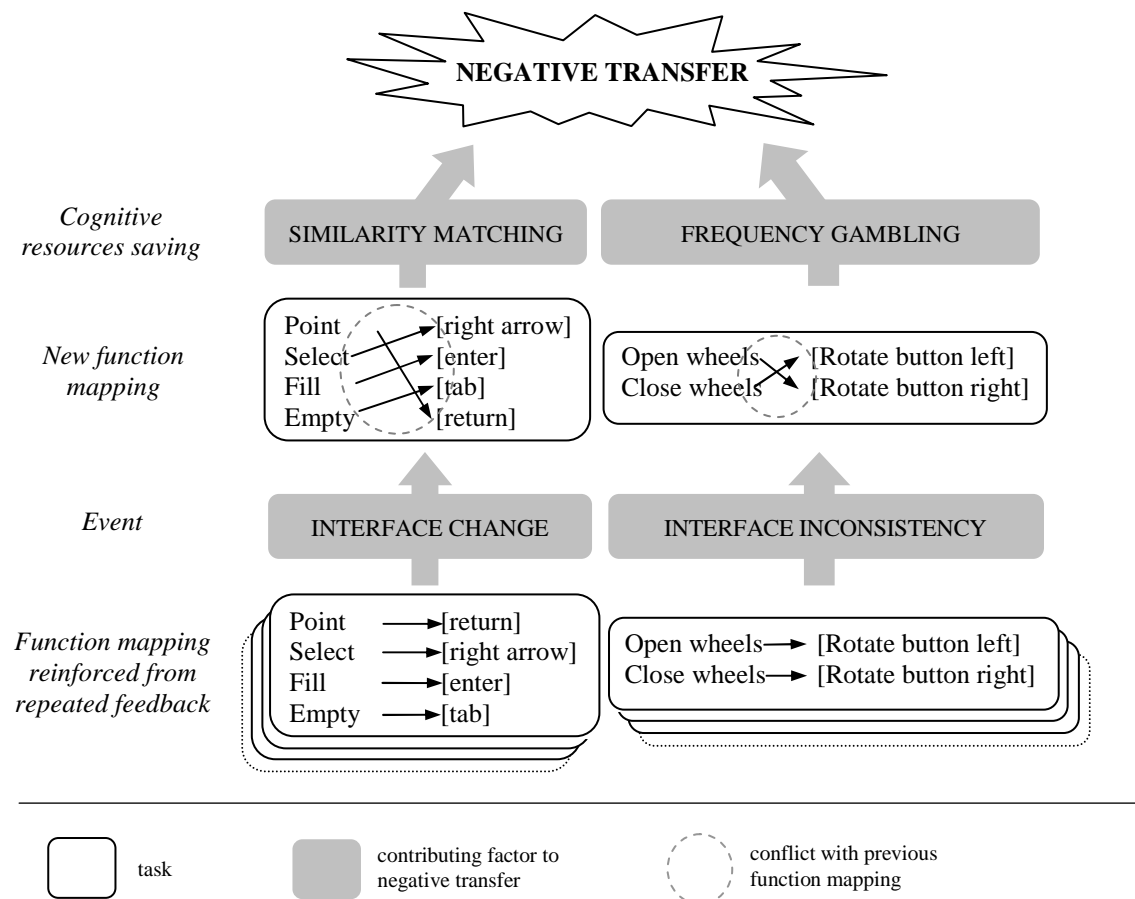 NEGATIVE TRANSFER
Cognitive
resources saving
SIMILARITY MATCHING
FREQUENCY GAMBLING
New function
mapping
Point [right arrow]
Select [enter]
Fill [tab]
Empty [return]
Open wheels [Rotate button left]
Close wheels [Rotate button right]
Event
INTERFACE CHANGE
INTERFACE INCONSISTENCY
Function mapping
reinforced from
repeated feedback
Point [return]
Select [right arrow]
Fill [enter]
Empty [tab]
Open wheels [Rotate button left]
Close wheels [Rotate button right]
task
contributing factor to
negative transfer
conflict with previous
function mapping